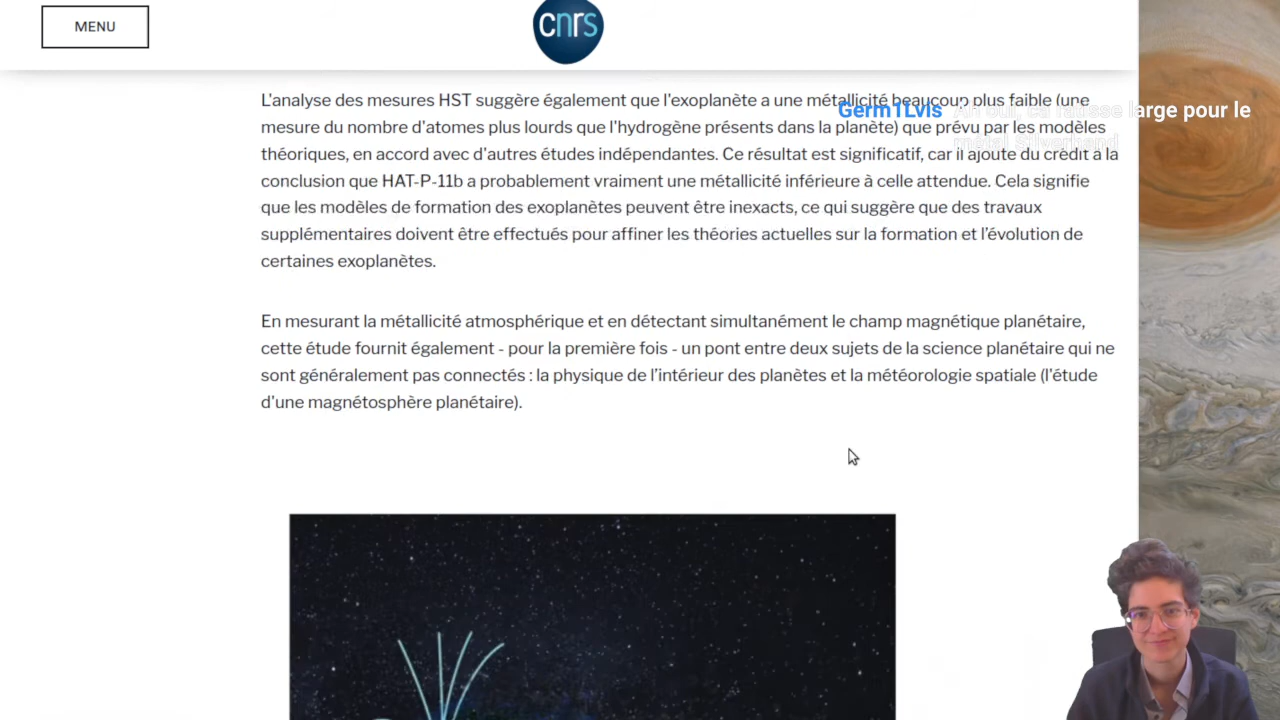 MENU
cnrs
L'analyse des mesures HST suggère également que l'exoplanète a une métallicité beaucoup plus faible (une
mesure du nombre d'atomes plus lourds que l'hydrogène présents dans la planète) que prévu par les modèles
théoriques, en accord avec d'autres études indépendantes. Ce résultat est significatif, car il ajoute du crédit à la
conclusion que HAT-P-11b a probablement vraiment une métallicité inférieure à celle attendue. Cela signifie
que les modèles de formation des exoplanètes peuvent être inexacts, ce qui suggère que des travaux
supplémentaires doivent être effectués pour affiner les théories actuelles sur la formation et l'évolution de
certaines exoplanètes.
En mesurant la métallicité atmosphérique et en détectant simultanément le champ magnétique planétaire,
cette étude fournit également - pour la première fois - un pont entre deux sujets de la science planétaire qui ne
sont généralement pas connectés : la physique de l'intérieur des planètes et la météorologie spatiale (l'étude
d'une magnétosphère planétaire).
Germ1Lvls Ah oui, ça ratisse large pour le
métal Silverhand